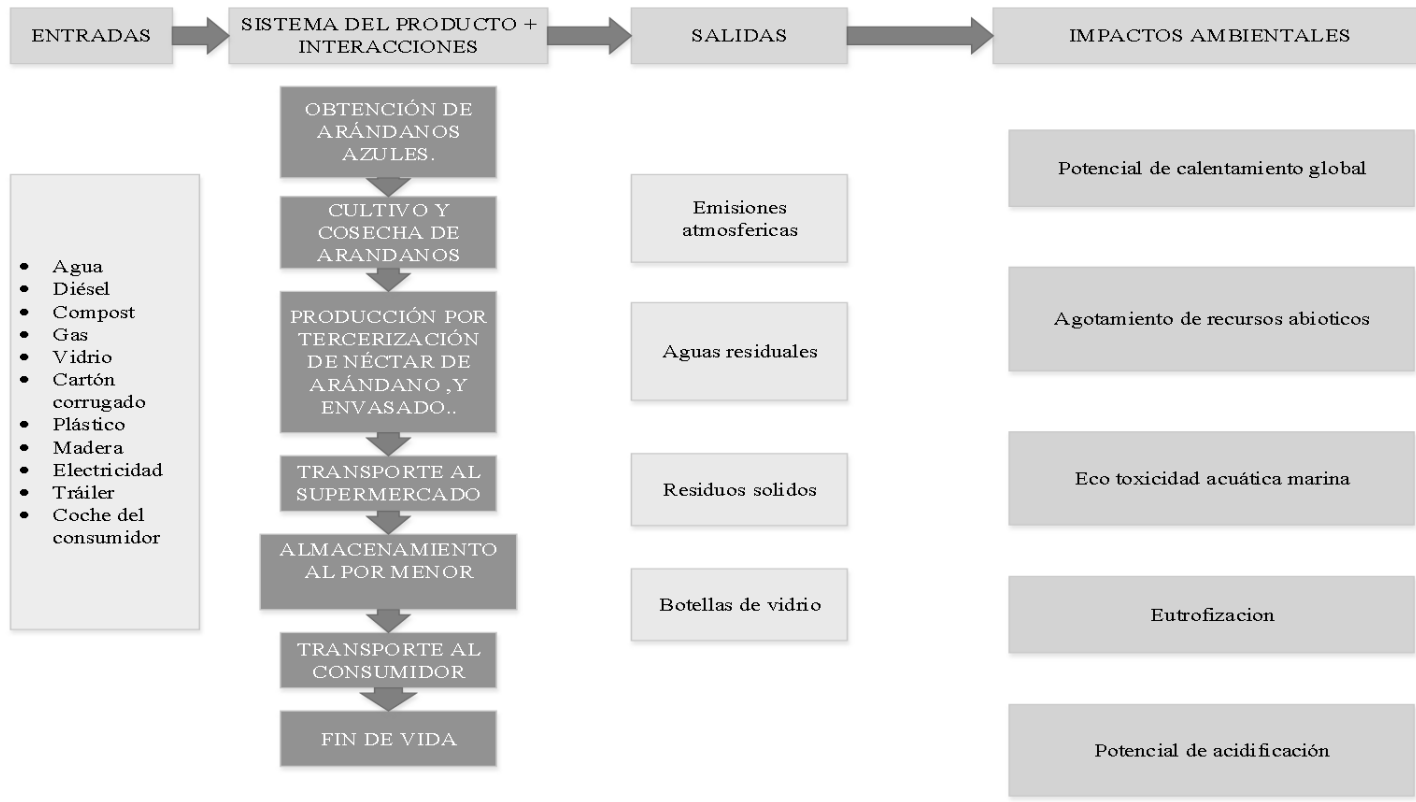 ENTRADAS
SISTEMA DEL PRODUCTO +
INTERACCIONES
SALIDAS
IMPACTOS AMBIENTALES
• Agua
• Diésel
• Compost
• Gas
• Vidrio
• Cartón
corrugado
• Plástico
• Madera
• Electricidad
• Tráiler
• Coche del
consumidor
OBTENCIÓN DE
ARÁNDANOS
AZULES.
CULTIVO Y
COSECHA DE
ARANDANOS
PRODUCCIÓN POR
TERCERIZACIÓN
DE NÉCTAR DE
ARÁNDANO ,Y
ENVASADO..
TRANSPORTE AL
SUPERMERCADO
ALMACENAMIENTO
AL POR MENOR
TRANSPORTE AL
CONSUMIDOR
FIN DE VIDA
Emisiones
atmosfericas
Aguas residuales
Residuos solidos
Botellas de vidrio
Potencial de calentamiento global
Agotamiento de recursos abioticos
Eco toxicidad acuática marina
Eutrofizacion
Potencial de acidificación